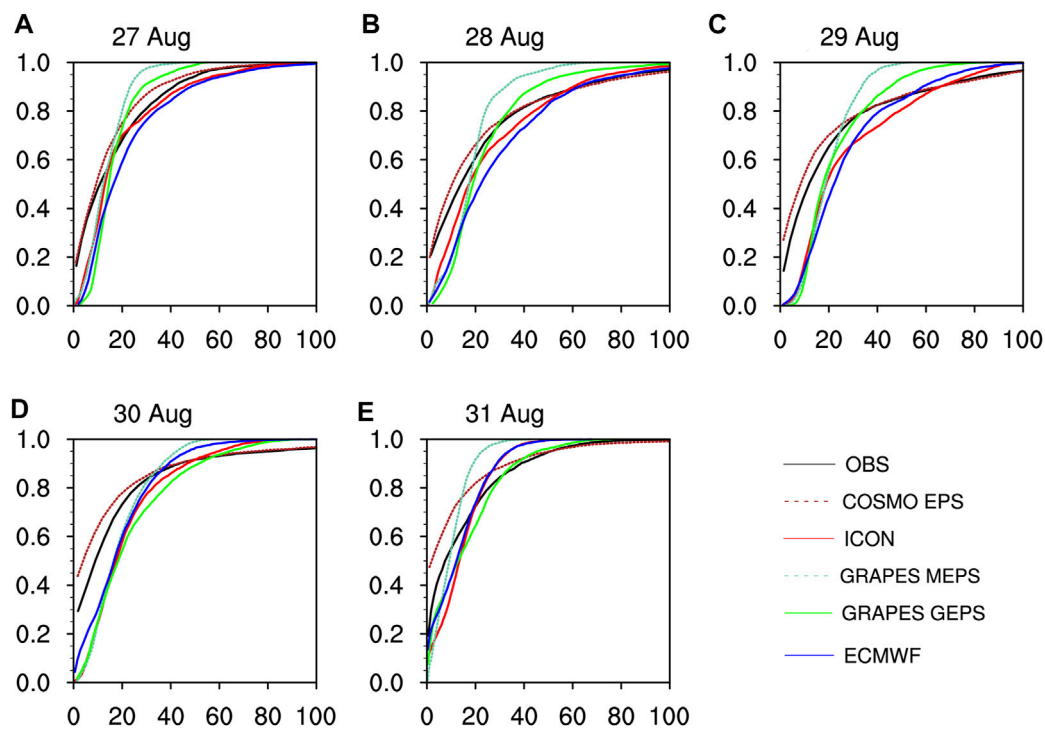 A
27 Aug
1.0
0.8
0.6
0.4
0.2
0.0
0 20 40 60 80 100
B
28 Aug
1.0
0.8
0.6
0.4
0.2
0.0
0 20 40 60 80 100
C
29 Aug
1.0
0.8
0.6
0.4
0.2
0.0
0 20 40 60 80 100
D
30 Aug
1.0
0.8
0.6
0.4
0.2
0.0
0 20 40 60 80 100
E
31 Aug
1.0
0.8
0.6
0.4
0.2
0.0
0 20 40 60 80 100
OBS
COSMO EPS
ICON
GRAPES MEPS
GRAPES GEPS
ECMWF